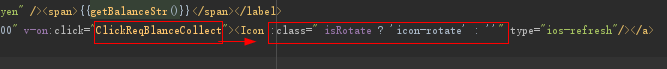 yen" /><span>{{getBalanceStr()}}</span></label>
00" v-on:click="ClickReqBlanceCollect"><Icon :class=" isRotate ? 'icon-rotate' : ''" type="ios-refresh"/></a>